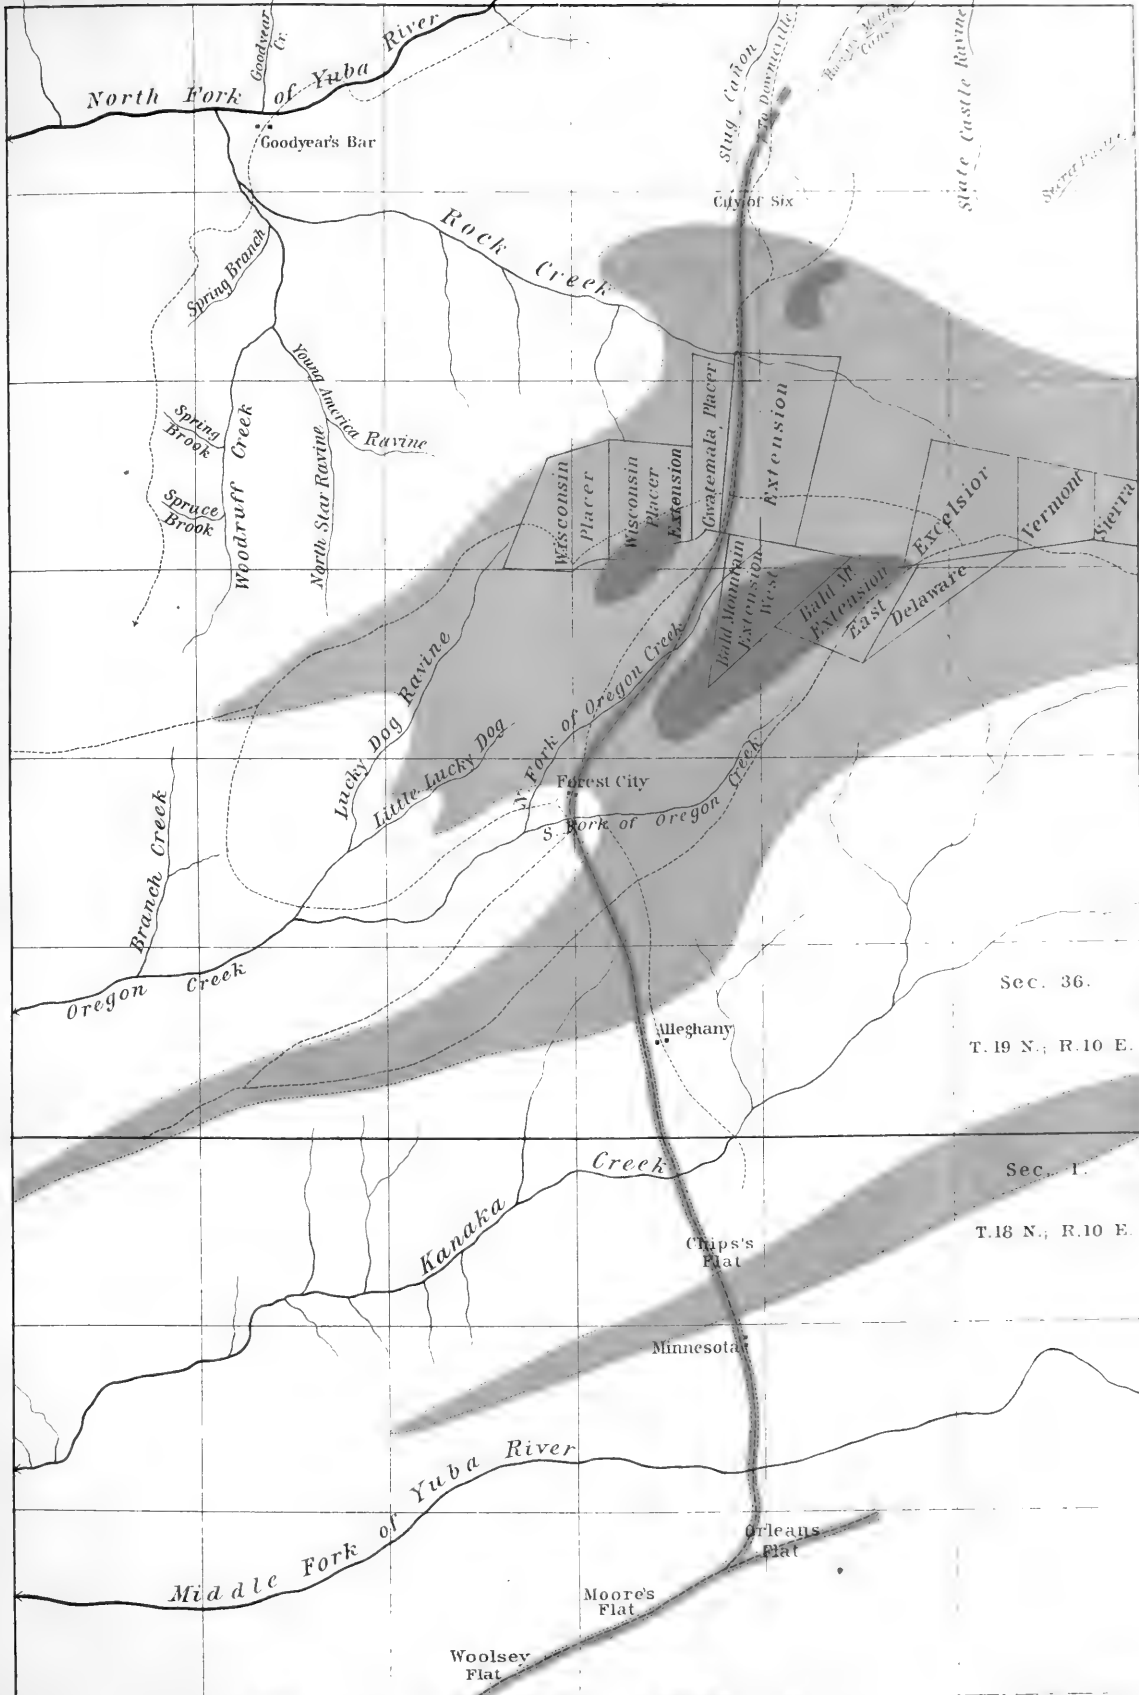 Goodyear
Cr.
North Fork of Yuba River
Goodyear's Bar
Slug Cañon
To Downieville
Slate Castle Ravine
City of Six
Rock Creek
Spring Branch
Young America Ravine
North Star Ravine
Spring
Brook
Spruce
Brook
Woodruff Creek
Wisconsin
Placer
Wisconsin
Placer
Extension
Gwatemala Placer
Extension
Excelsior
Vermont
Sierra
Bald Mountain
Extension
West
Bald Mt.
Extension
East
Delaware
Lucky Dog Ravine
Little Lucky Dog
N. Fork of Oregon Creek
Forest City
S. Fork of Oregon Creek
Branch Creek
Oregon Creek
Alleghany
Sec. 36.
T. 19 N.; R. 10 E.
Kanaka Creek
Sec. 1.
T. 18 N.; R. 10 E.
Chips's
Flat
Minnesota
Middle Fork of Yuba River
Orleans
Flat
Moore's
Flat
Woolsey
Flat